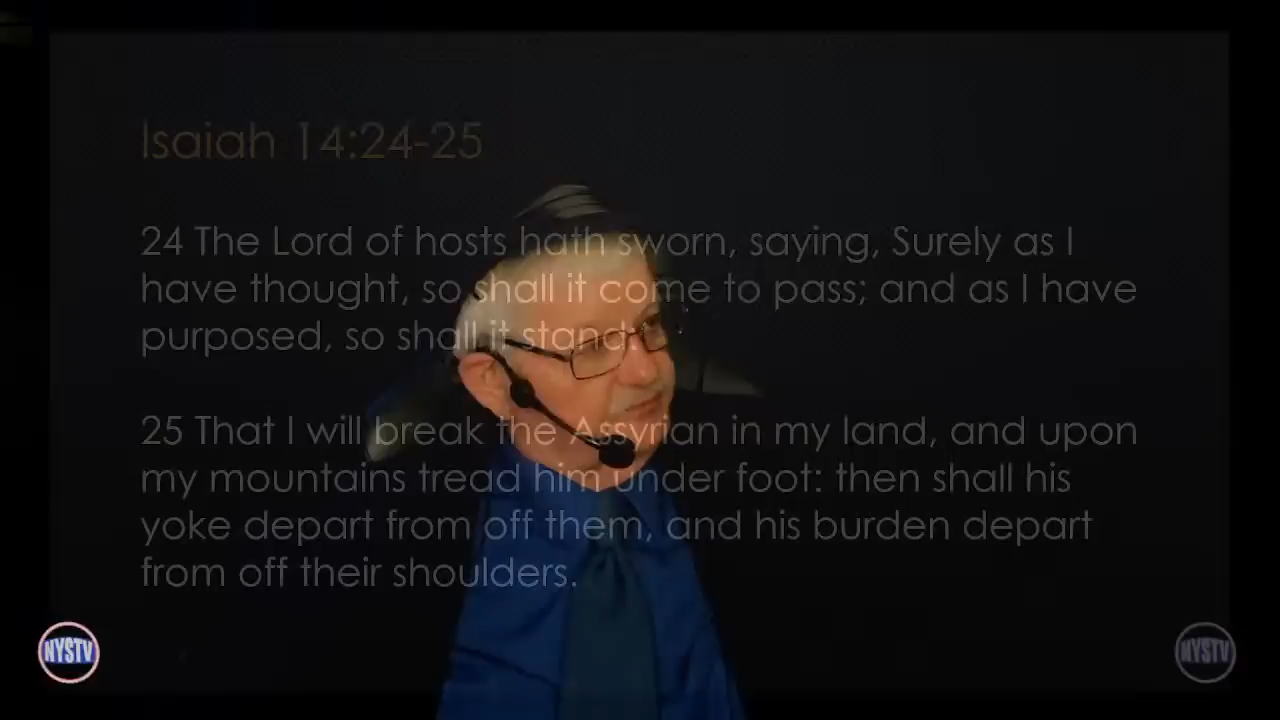 Isaiah 14:24-25
24 The Lord of hosts hath sworn, saying, Surely as I
have thought, so shall it come to pass; and as I have
purposed, so shall it stand:
25 That I will break the Assyrian in my land, and upon
my mountains tread him under foot: then shall his
yoke depart from off them, and his burden depart
from off their shoulders.
NYSTV
NYSTV